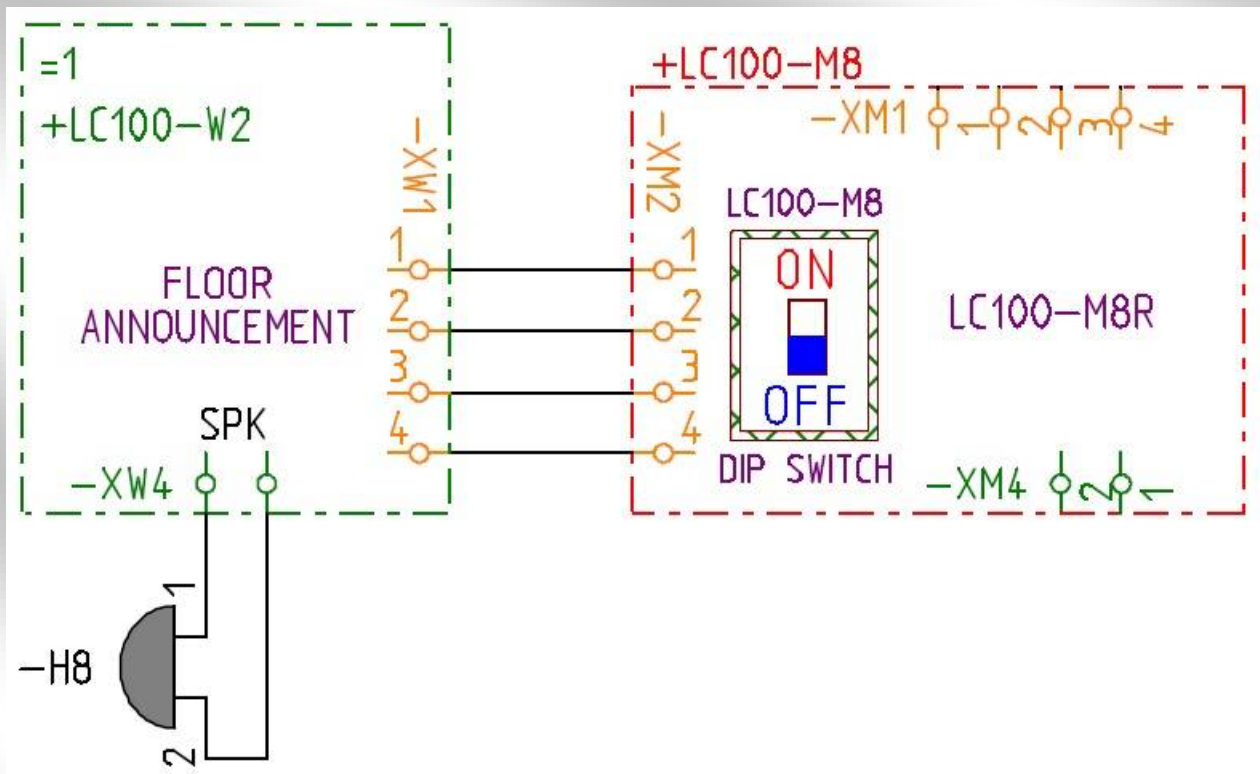 =1
+LC100-W2
-XW1
FLOOR
ANNOUNCEMENT
1
2
3
4
SPK
-XW4
-H8
1
2
+LC100-M8
-XM1
1
2
3
4
-XM2
1
2
3
4
LC100-M8
ON
OFF
DIP SWITCH
LC100-M8R
-XM4
2
1